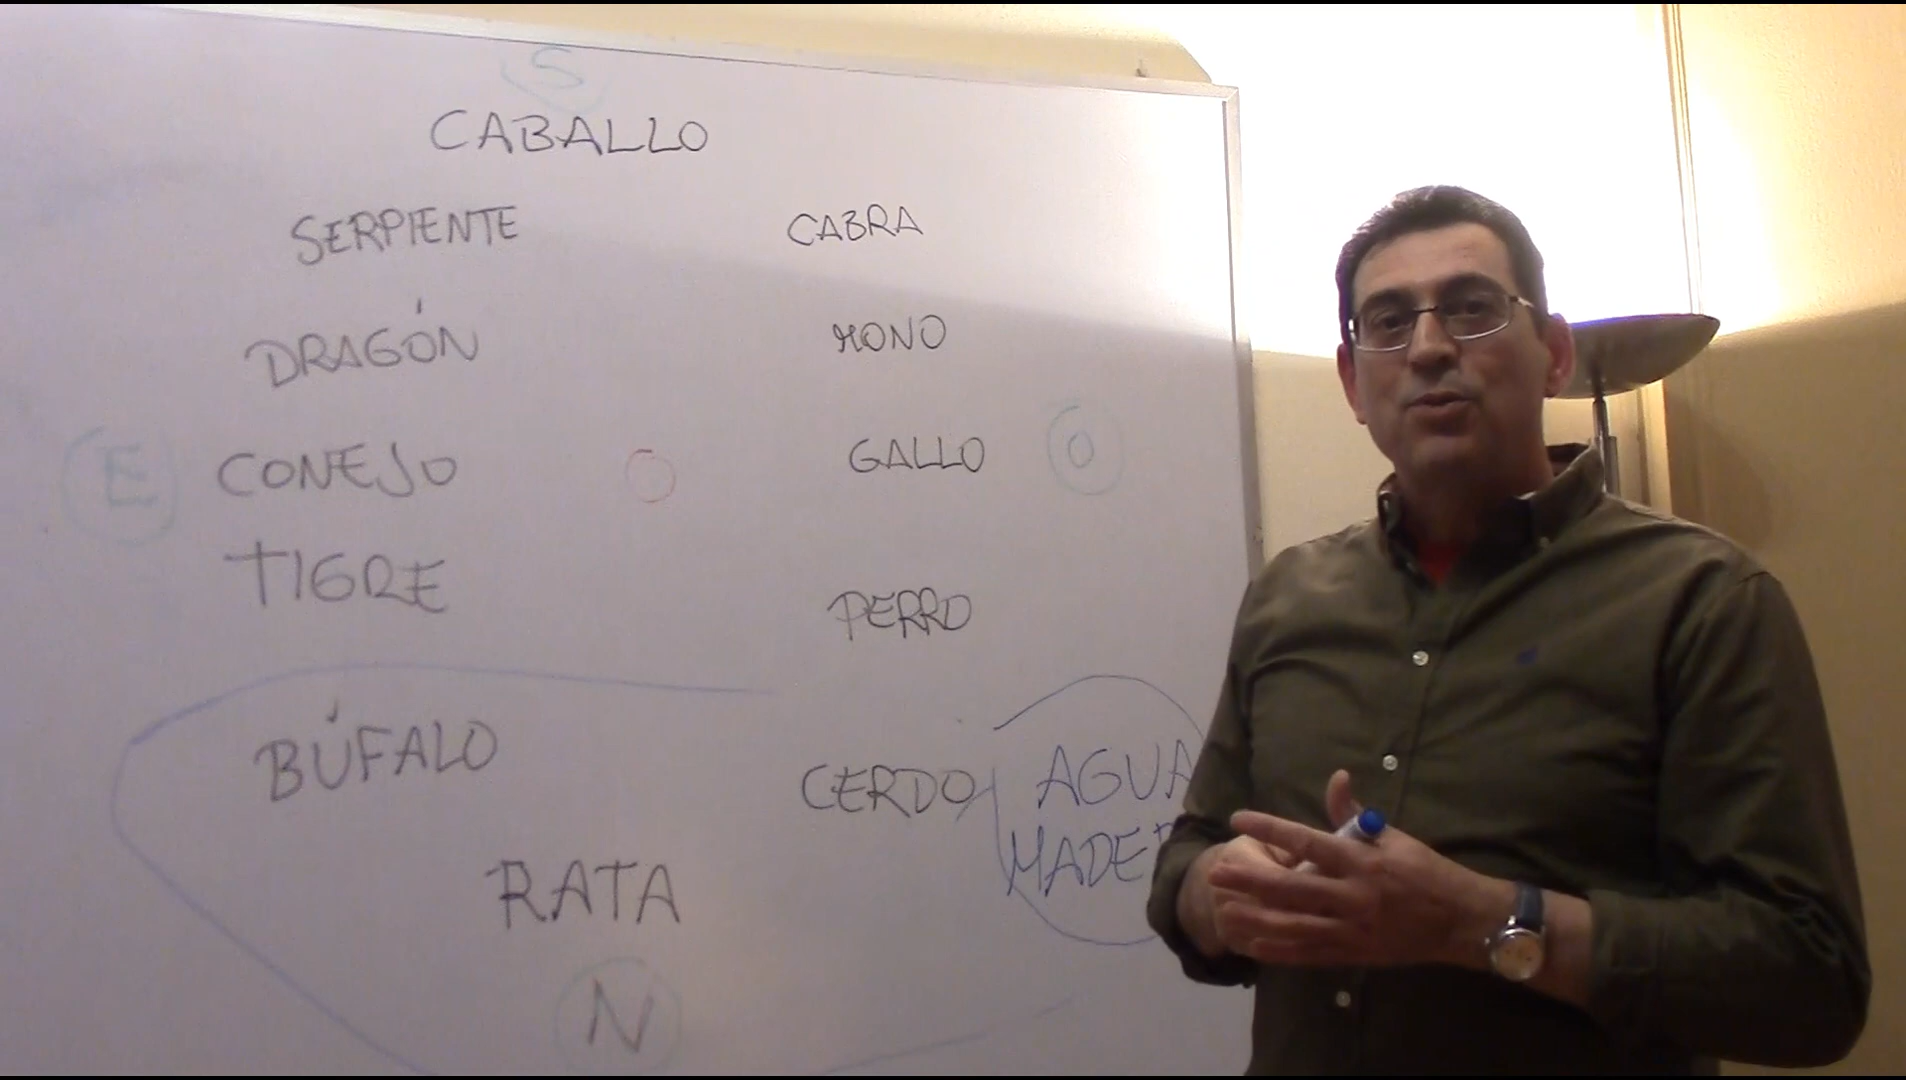 S
CABALLO
SERPIENTE
CABRA
DRAGÓN
MONO
E
CONEJO
GALLO
O
TIGRE
PERRO
BÚFALO
CERDO
AGUA
RATA
N